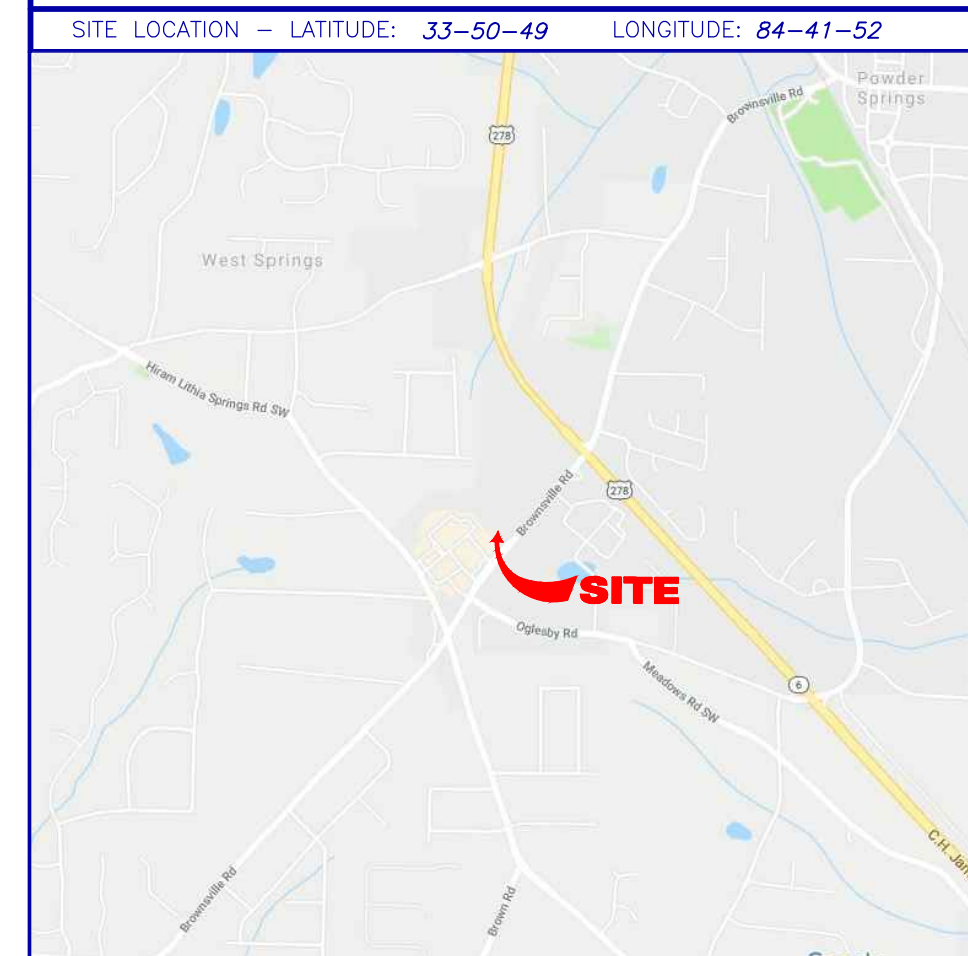 SITE LOCATION – LATITUDE: 33-50-49 LONGITUDE: 84-41-52
Powder
Springs
Brownsville Rd
278
West Springs
Hiram Lithia Springs Rd SW
Brownsville Rd
278
SITE
Oglesby Rd
Meadows Rd SW
6
C.H.
Brownsville Rd
Brown Rd